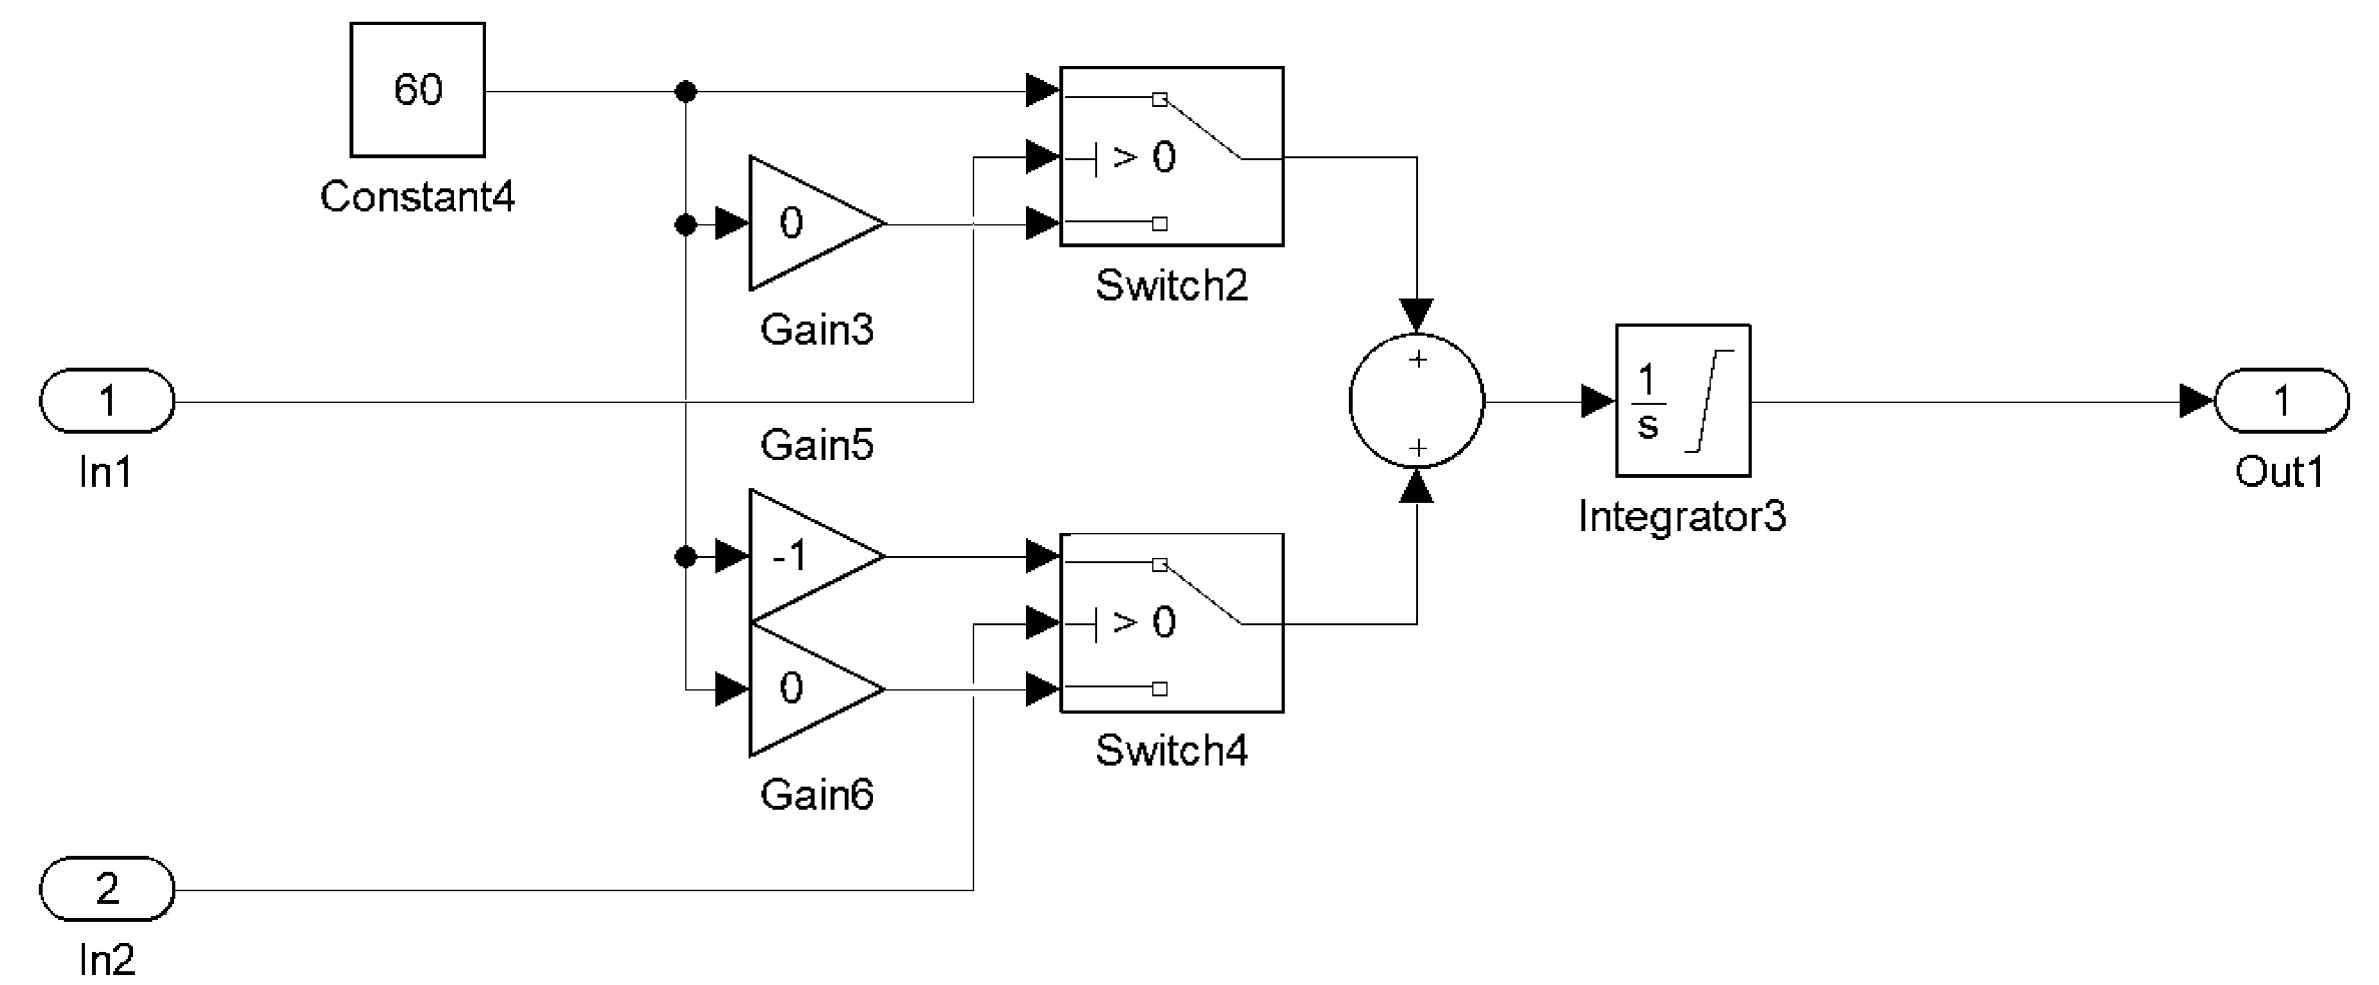 60
Constant4
> 0
0
Switch2
Gain3
+
1
In1
Gain5
1
s
Integrator3
1
Out1
+
-1
> 0
0
Switch4
Gain6
2
In2